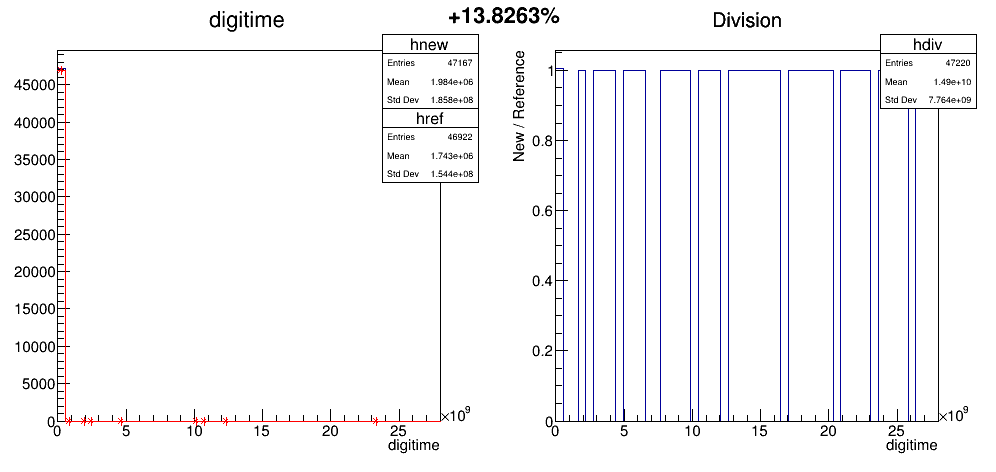 +13.8263%
digitime
hnew
Entries 47167
Mean 1.984e+06
Std Dev 1.858e+08
href
Entries 46922
Mean 1.743e+06
Std Dev 1.544e+08
45000
40000
35000
30000
25000
20000
15000
10000
5000
0
0 5 10 15 20 25
×10⁹
digitime
Division
hdiv
Entries 47220
Mean 1.49e+10
Std Dev 7.764e+09
New / Reference
1
0.8
0.6
0.4
0.2
0
0 5 10 15 20 25
×10⁹
digitime